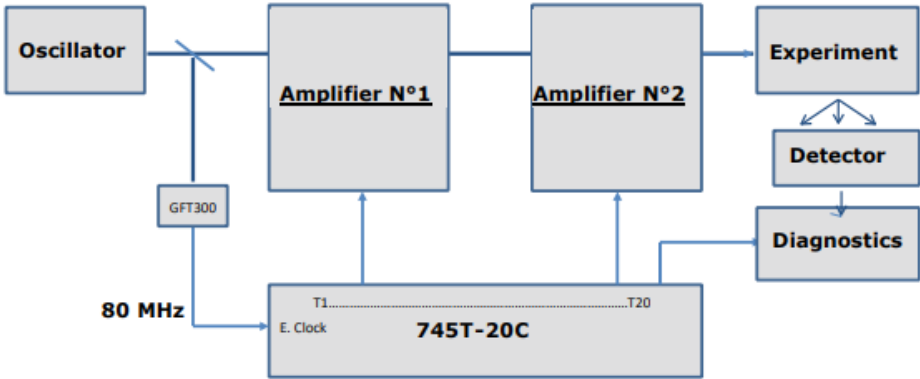 Oscillator
Amplifier N°1
Amplifier N°2
Experiment
Detector
GFT300
Diagnostics
80 MHz
T1......................................................................................T20
E. Clock
745T-20C